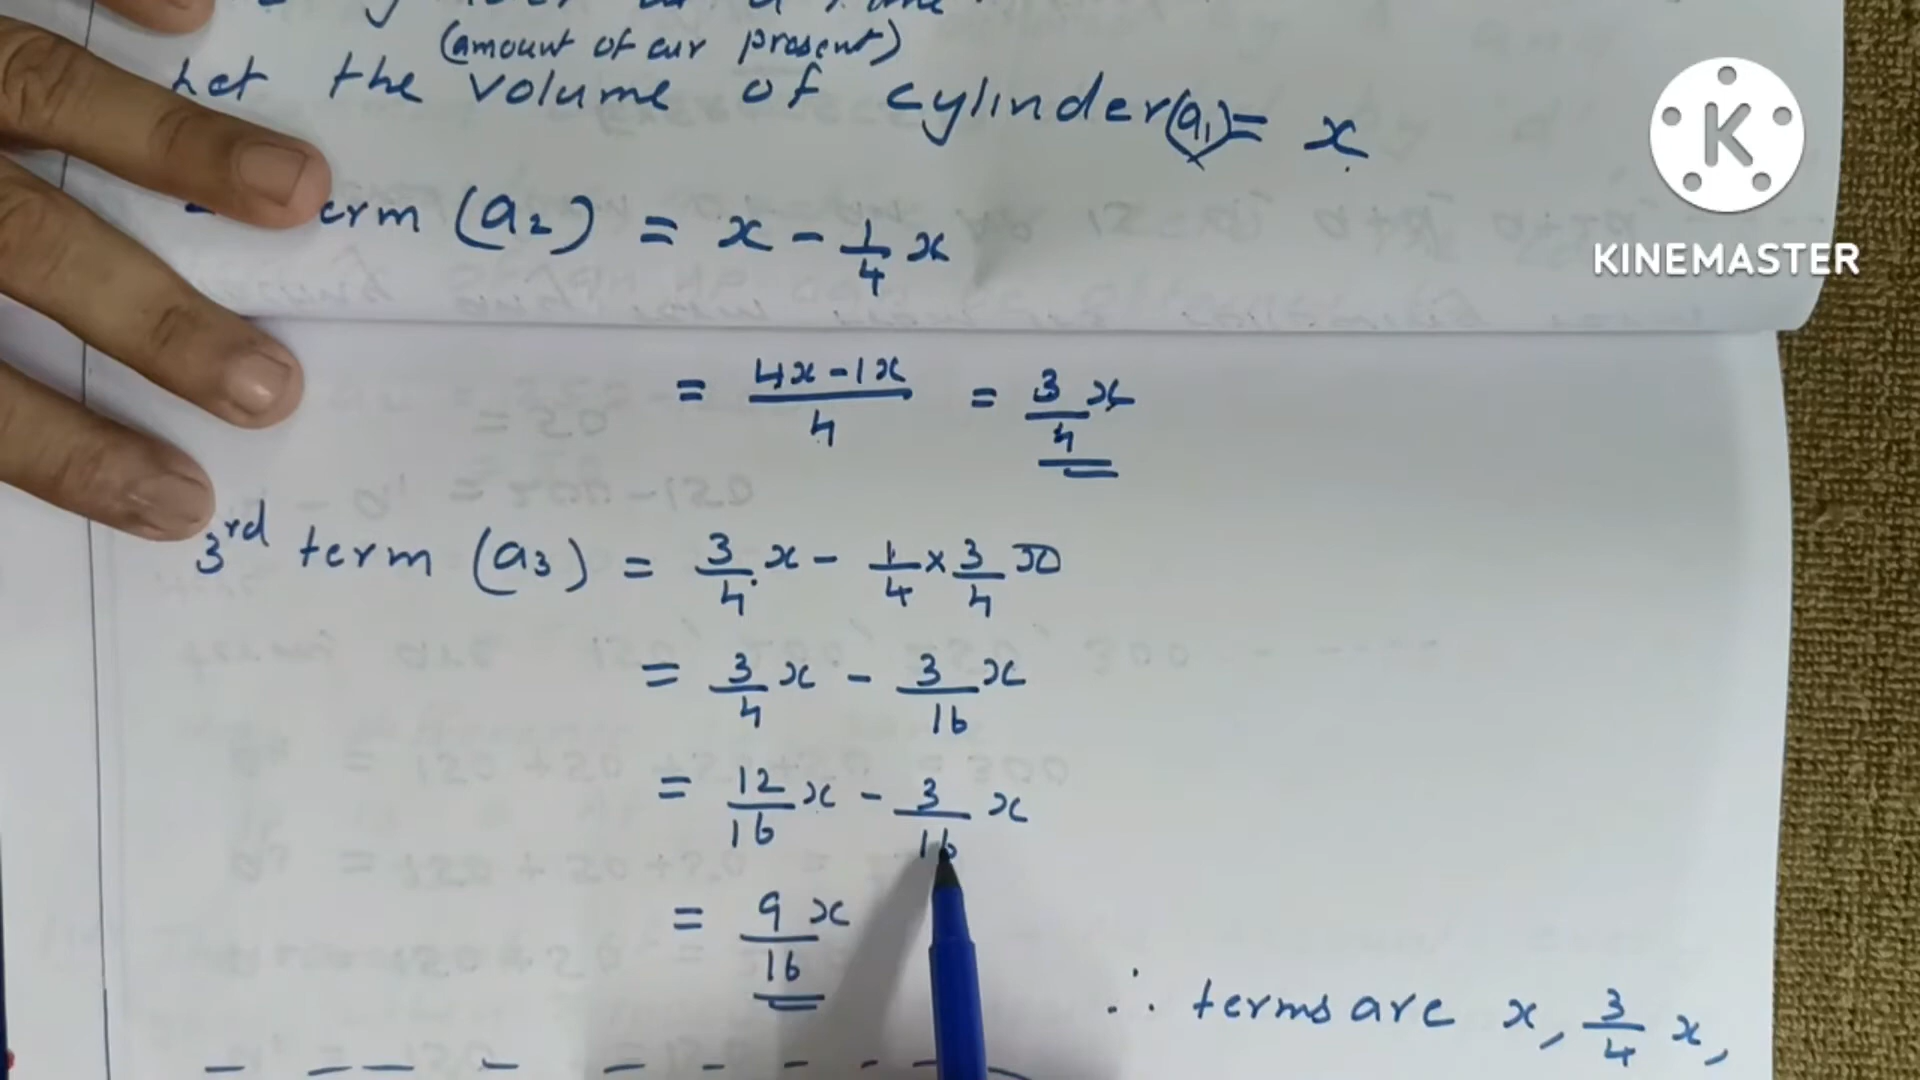 (amount of air present)
Let the volume of cylinder (a₁) = x
term (a₂) = x - 1/4 x
= 4x-1x/4 = 3/4 x
3rd term (a₃) = 3/4 x - 1/4 × 3/4 x
= 3/4 x - 3/16 x
= 12/16 x - 3/16 x
= 9/16 x
∴ terms are x, 3/4 x,
K
KINEMASTER